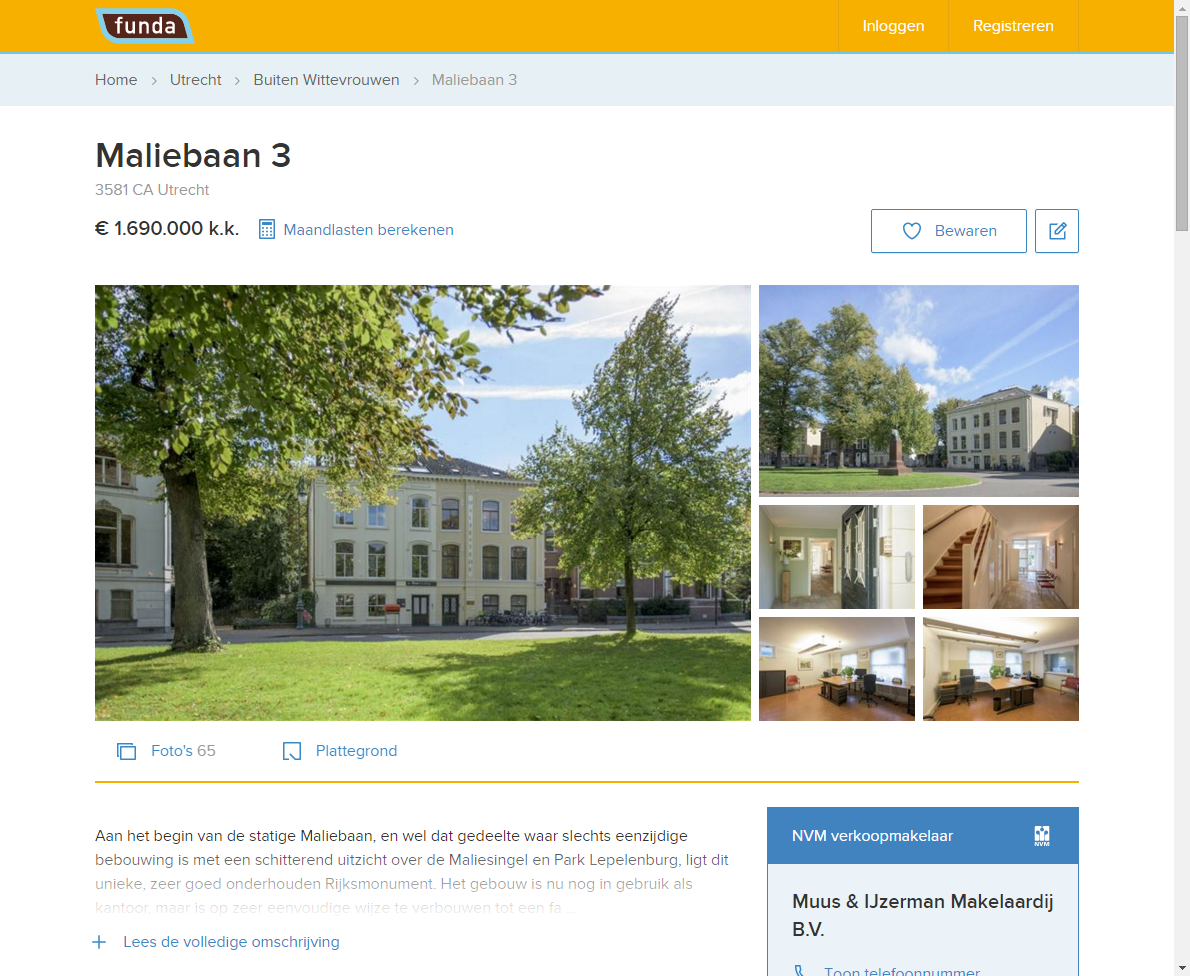 funda
Inloggen
Registreren
Home > Utrecht > Buiten Wittevrouwen > Maliebaan 3
Maliebaan 3
3581 CA Utrecht
€ 1.690.000 k.k.
Maandlasten berekenen
Bewaren
Foto's 65
Plattegrond
Aan het begin van de statige Maliebaan, en wel dat gedeelte waar slechts eenzijdige
bebouwing is met een schitterend uitzicht over de Maliesingel en Park Lepelenburg, ligt dit
unieke, zeer goed onderhouden Rijksmonument. Het gebouw is nu nog in gebruik als
kantoor, maar is op zeer eenvoudige wijze te verbouwen tot een fa ...
+ Lees de volledige omschrijving
NVM verkoopmakelaar
NVM
Muus & IJzerman Makelaardij
B.V.
Toon telefoonnummer